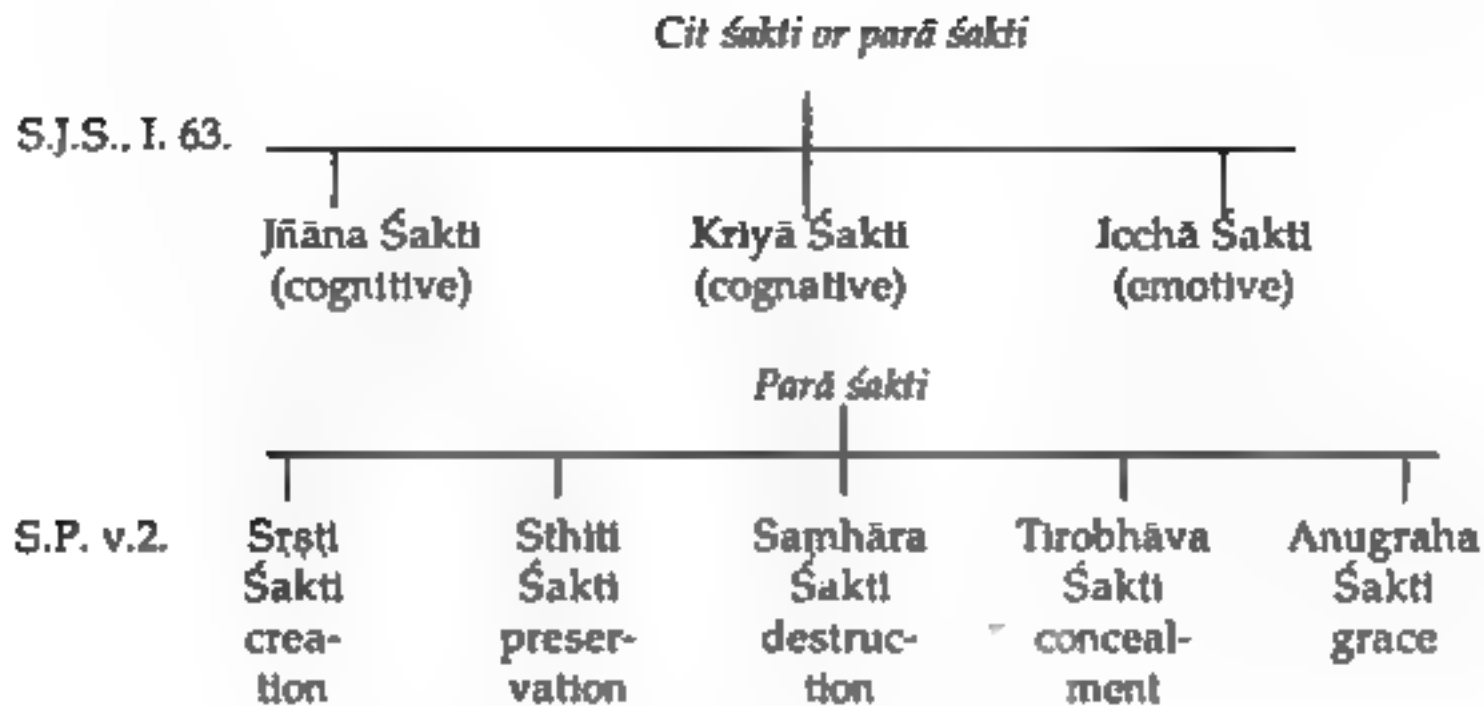 Cit śakti or parā śakti
S.J.S., I. 63.
Jñāna Śakti Kriyā Śakti Icchā Śakti
(cognitive) (cognative) (emotive)
Parā śakti
S.P. v.2. Sṛṣṭi Sthiti Saṃhāra Tirobhāva Anugraha
Śakti Śakti Śakti Śakti Śakti
crea- preser- destruc- conceal- grace
tion vation tion ment